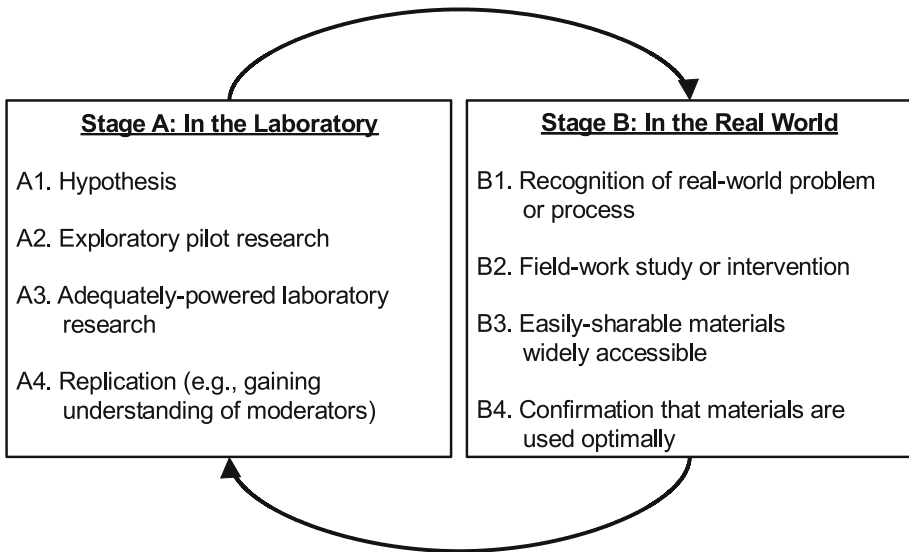 Stage A: In the Laboratory
A1. Hypothesis
A2. Exploratory pilot research
A3. Adequately-powered laboratory
research
A4. Replication (e.g., gaining
understanding of moderators)
Stage B: In the Real World
B1. Recognition of real-world problem
or process
B2. Field-work study or intervention
B3. Easily-sharable materials
widely accessible
B4. Confirmation that materials are
used optimally